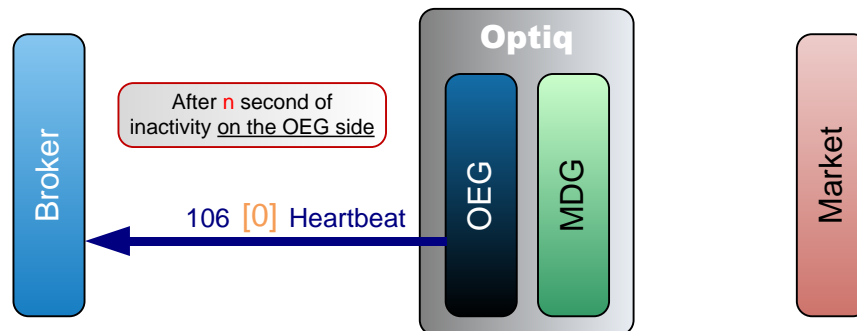 Optiq
After n second of
inactivity on the OEG side
Broker
106 [0] Heartbeat
OEG
MDG
Market